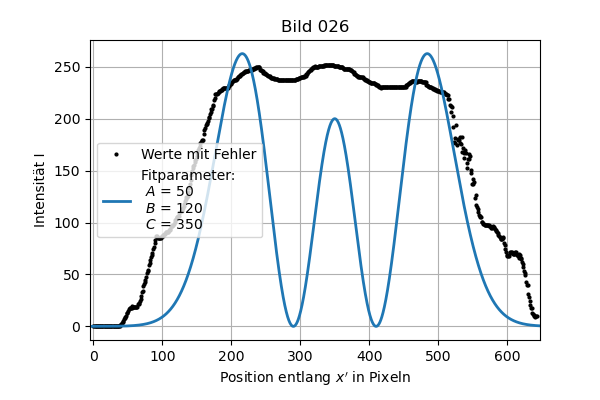 Bild 026
250
200
150
100
50
0
Intensität I
Werte mit Fehler
Fitparameter:
A = 50
B = 120
C = 350
0 100 200 300 400 500 600
Position entlang x′ in Pixeln